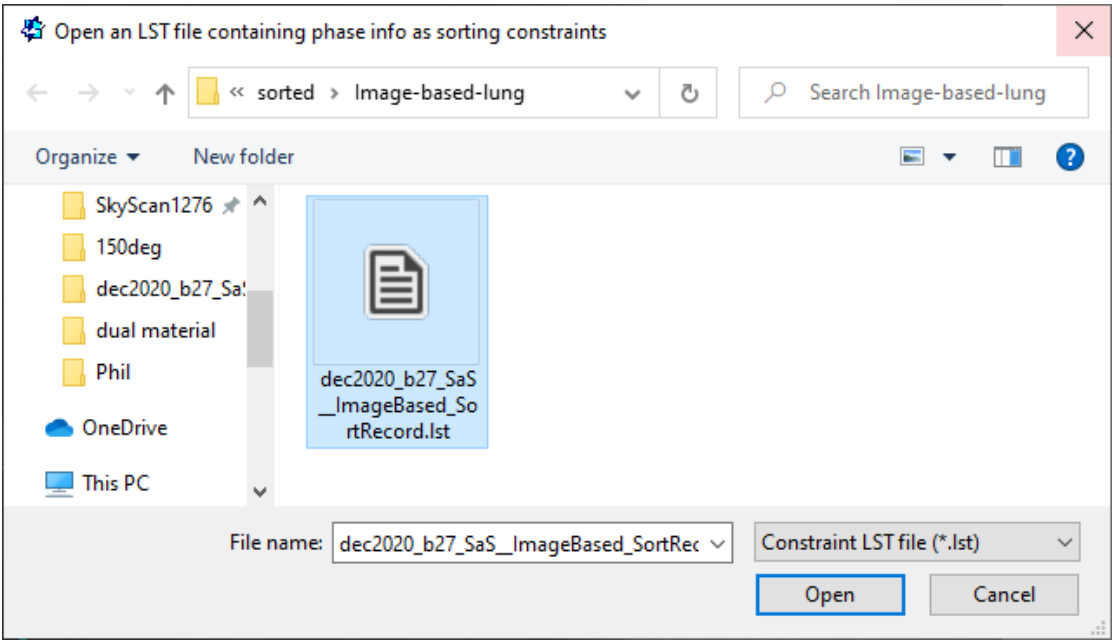 Open an LST file containing phase info as sorting constraints
« sorted › Image-based-lung
Search Image-based-lung
Organize
New folder
?
SkyScan1276
150deg
dec2020_b27_SaS
dual material
Phil
OneDrive
This PC
dec2020_b27_SaS
__ImageBased_So
rtRecord.lst
File name: dec2020_b27_SaS__ImageBased_SortRec
Constraint LST file (*.lst)
Open
Cancel